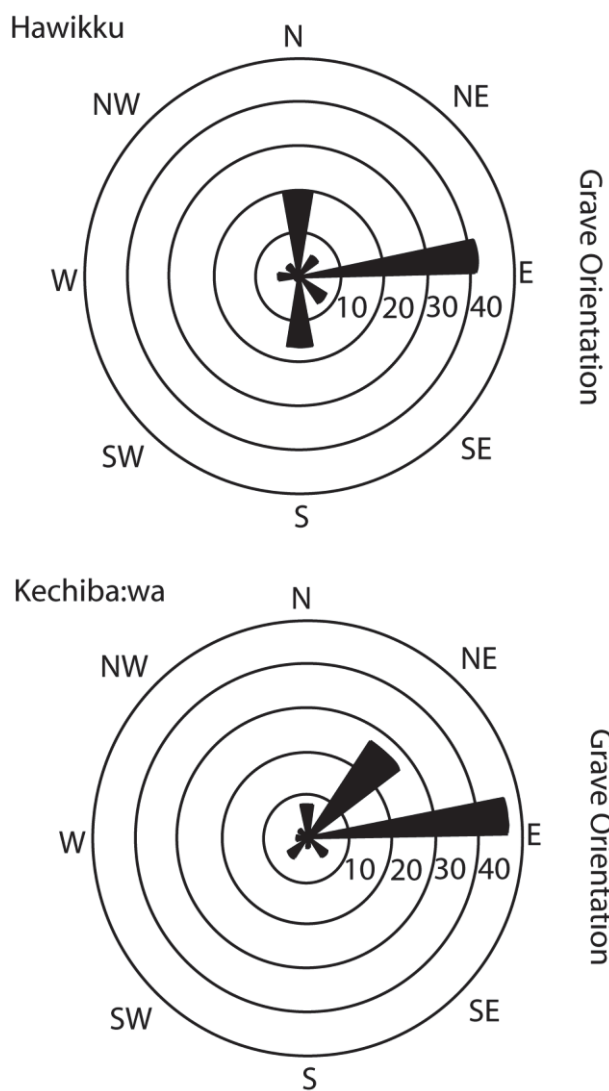 Hawikku
N
NW
NE
W
E
10 20 30 40
SW
SE
S
Grave Orientation
Kechiba:wa
N
NW
NE
W
E
10 20 30 40
SW
SE
S
Grave Orientation